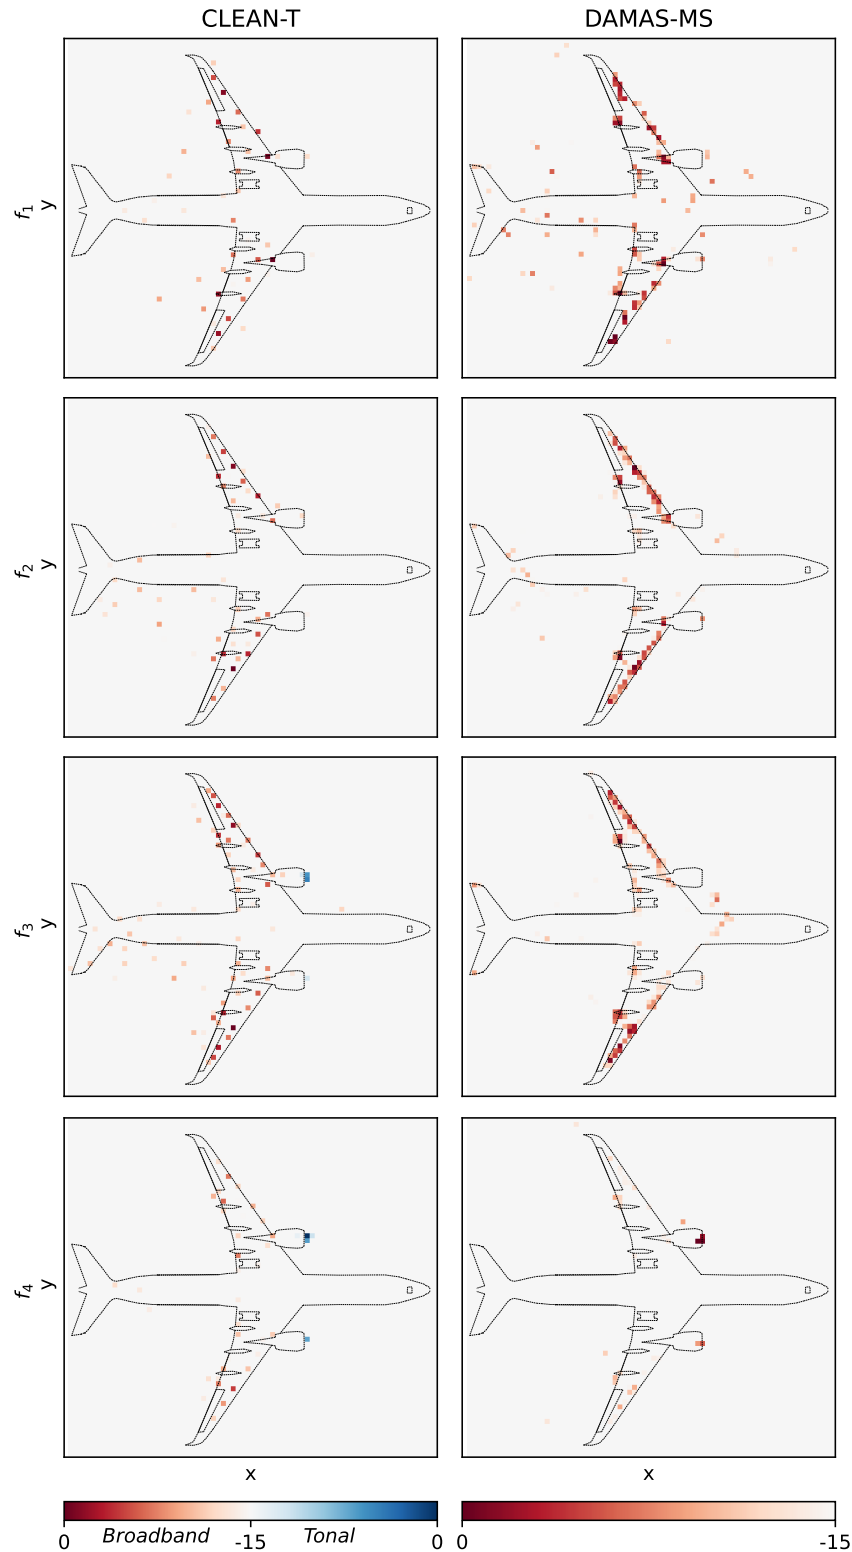 CLEAN-T DAMAS-MS
f1
y
f2
y
f3
y
f4
y
x x
Broadband Tonal
0 -15 0 0 -15